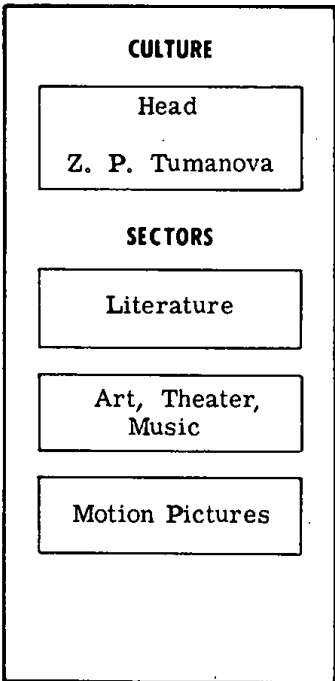 CULTURE
Head
Z. P. Tumanova
SECTORS
Literature
Art, Theater,
Music
Motion Pictures